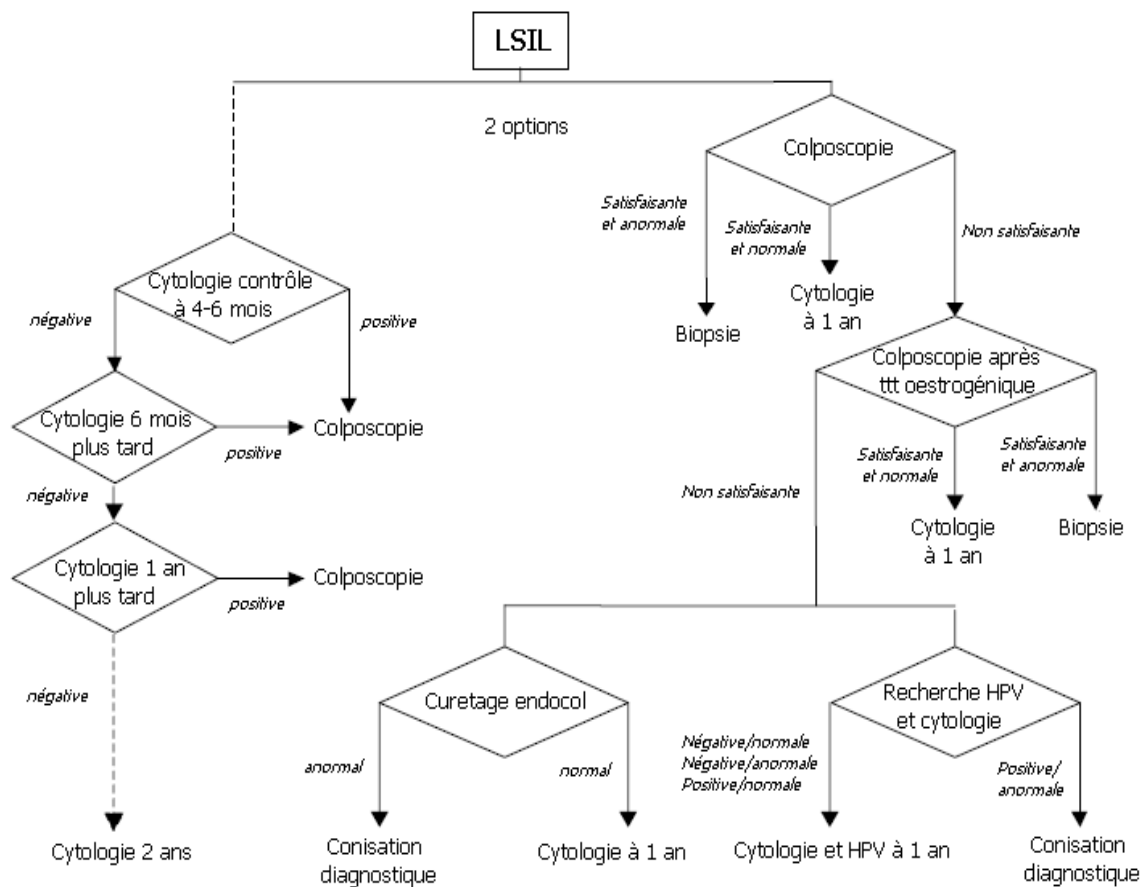 LSIL
2 options
Colposcopie
Satisfaisante
et anormale
Satisfaisante
et normale
Non satisfaisante
Cytologie contrôle
à 4-6 mois
négative
positive
Biopsie
Cytologie
à 1 an
Colposcopie après
ttt oestrogénique
Cytologie 6 mois
plus tard
positive
Colposcopie
négative
Non satisfaisante
Satisfaisante
et normale
Satisfaisante
et anormale
Cytologie
à 1 an
Biopsie
Cytologie 1 an
plus tard
positive
Colposcopie
négative
Curetage endocol
Recherche HPV
et cytologie
anormal
normal
Négative/normale
Négative/anormale
Positive/normale
Positive/
anormale
Cytologie 2 ans
Conisation
diagnostique
Cytologie à 1 an
Cytologie et HPV à 1 an
Conisation
diagnostique